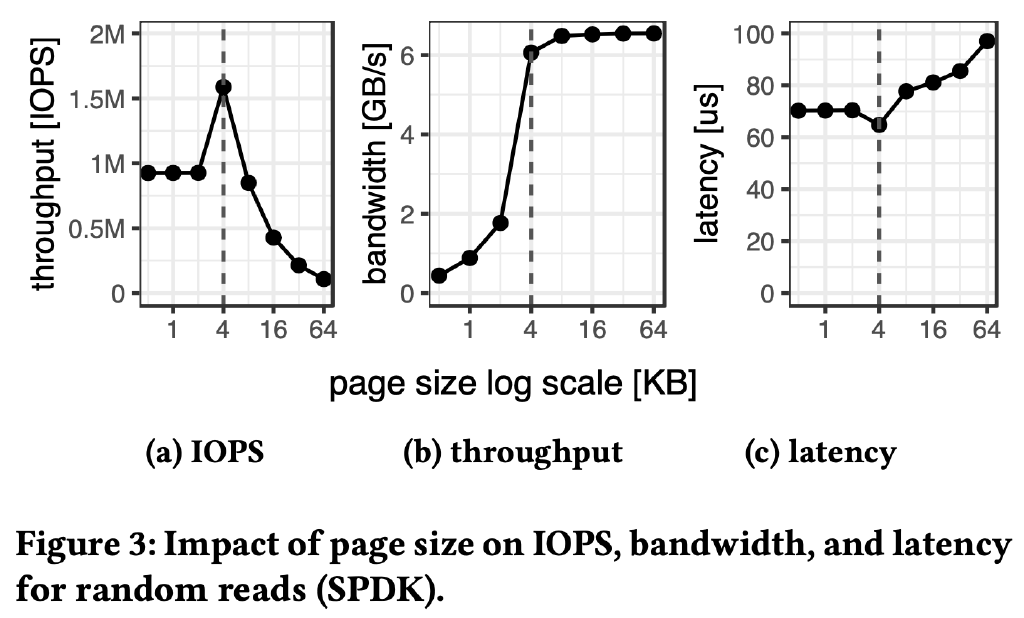 throughput [IOPS]
2M
1.5M
1M
0.5M
0
1 4 16 64
bandwidth [GB/s]
6
4
2
0
1 4 16 64
latency [us]
100
80
60
40
20
0
1 4 16 64
page size log scale [KB]
(a) IOPS
(b) throughput
(c) latency
Figure 3: Impact of page size on IOPS, bandwidth, and latency
for random reads (SPDK).